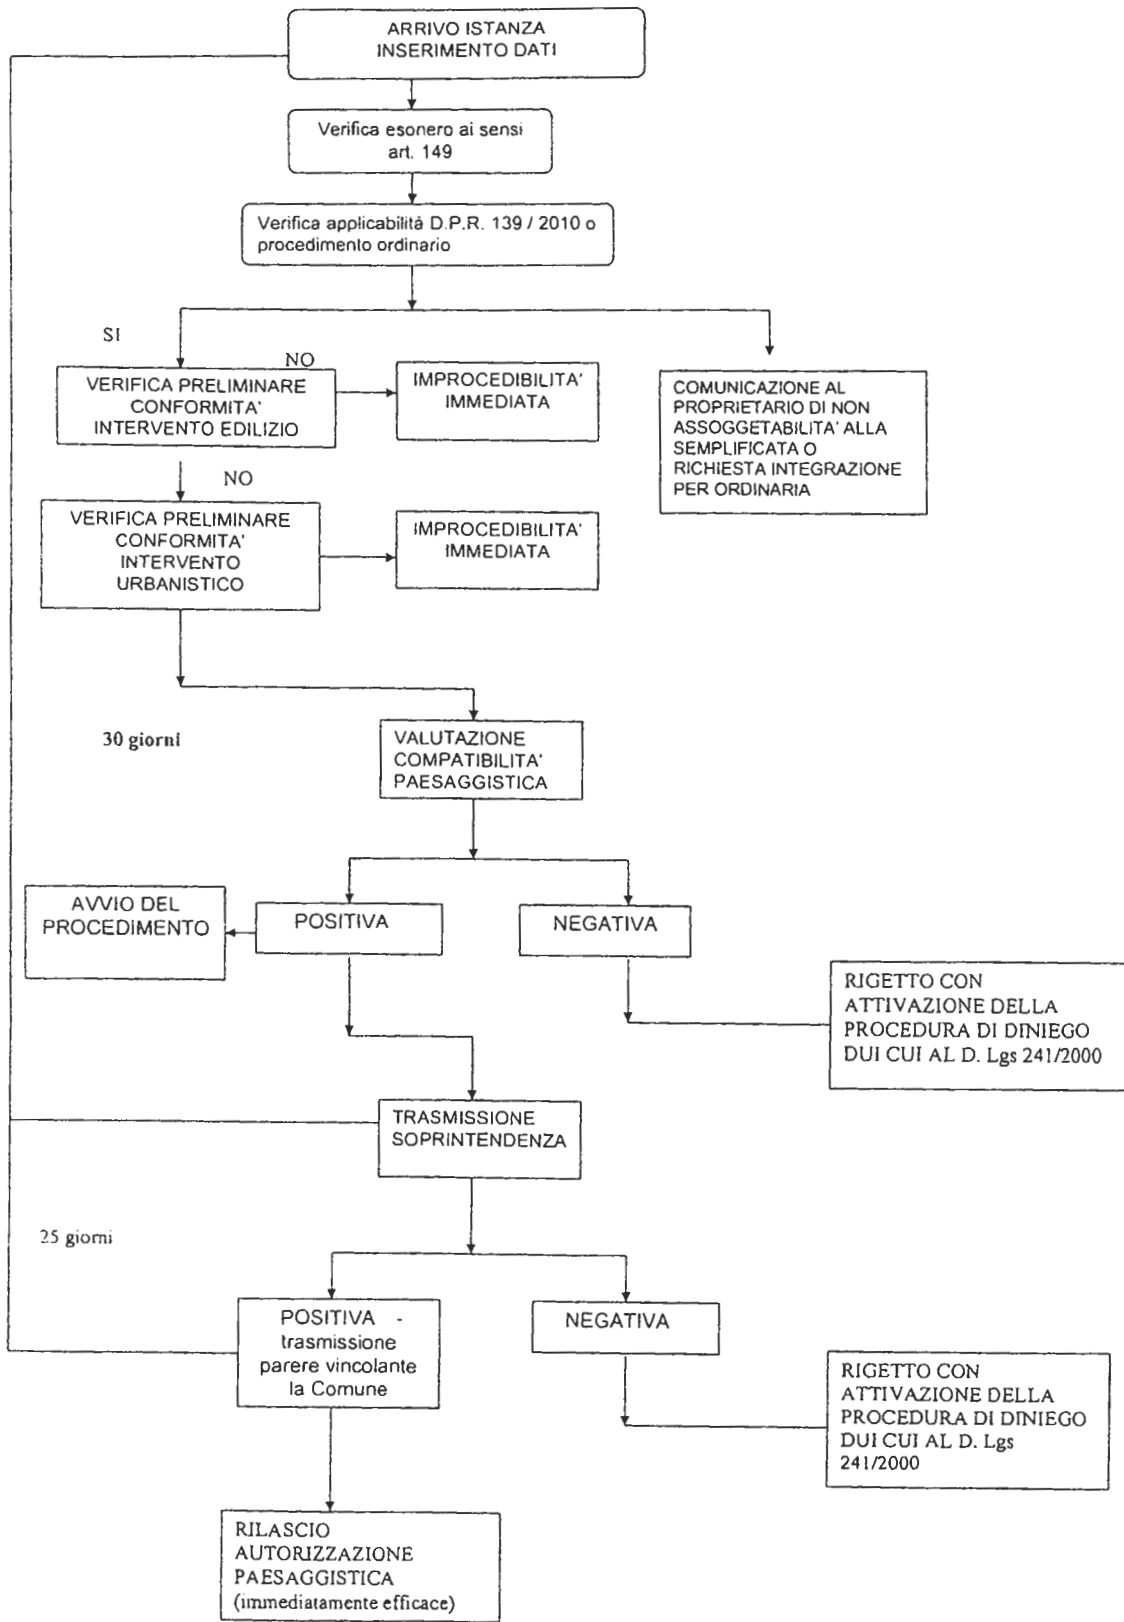 ARRIVO ISTANZA
INSERIMENTO DATI
Verifica esonero ai sensi
art. 149
Verifica applicabilità D.P.R. 139 / 2010 o
procedimento ordinario
SI
NO
VERIFICA PRELIMINARE
CONFORMITA'
INTERVENTO EDILIZIO
IMPROCEDIBILITA'
IMMEDIATA
COMUNICAZIONE AL
PROPRIETARIO DI NON
ASSOGGETABILITA' ALLA
SEMPLIFICATA O
RICHIESTA INTEGRAZIONE
PER ORDINARIA
NO
VERIFICA PRELIMINARE
CONFORMITA'
INTERVENTO
URBANISTICO
IMPROCEDIBILITA'
IMMEDIATA
30 giorni
VALUTAZIONE
COMPATIBILITA'
PAESAGGISTICA
AVVIO DEL
PROCEDIMENTO
POSITIVA
NEGATIVA
RIGETTO CON
ATTIVAZIONE DELLA
PROCEDURA DI DINIEGO
DUI CUI AL D. Lgs 241/2000
TRASMISSIONE
SOPRINTENDENZA
25 giorni
POSITIVA -
trasmissione
parere vincolante
la Comune
NEGATIVA
RIGETTO CON
ATTIVAZIONE DELLA
PROCEDURA DI DINIEGO
DUI CUI AL D. Lgs
241/2000
RILASCIO
AUTORIZZAZIONE
PAESAGGISTICA
(immediatamente efficace)